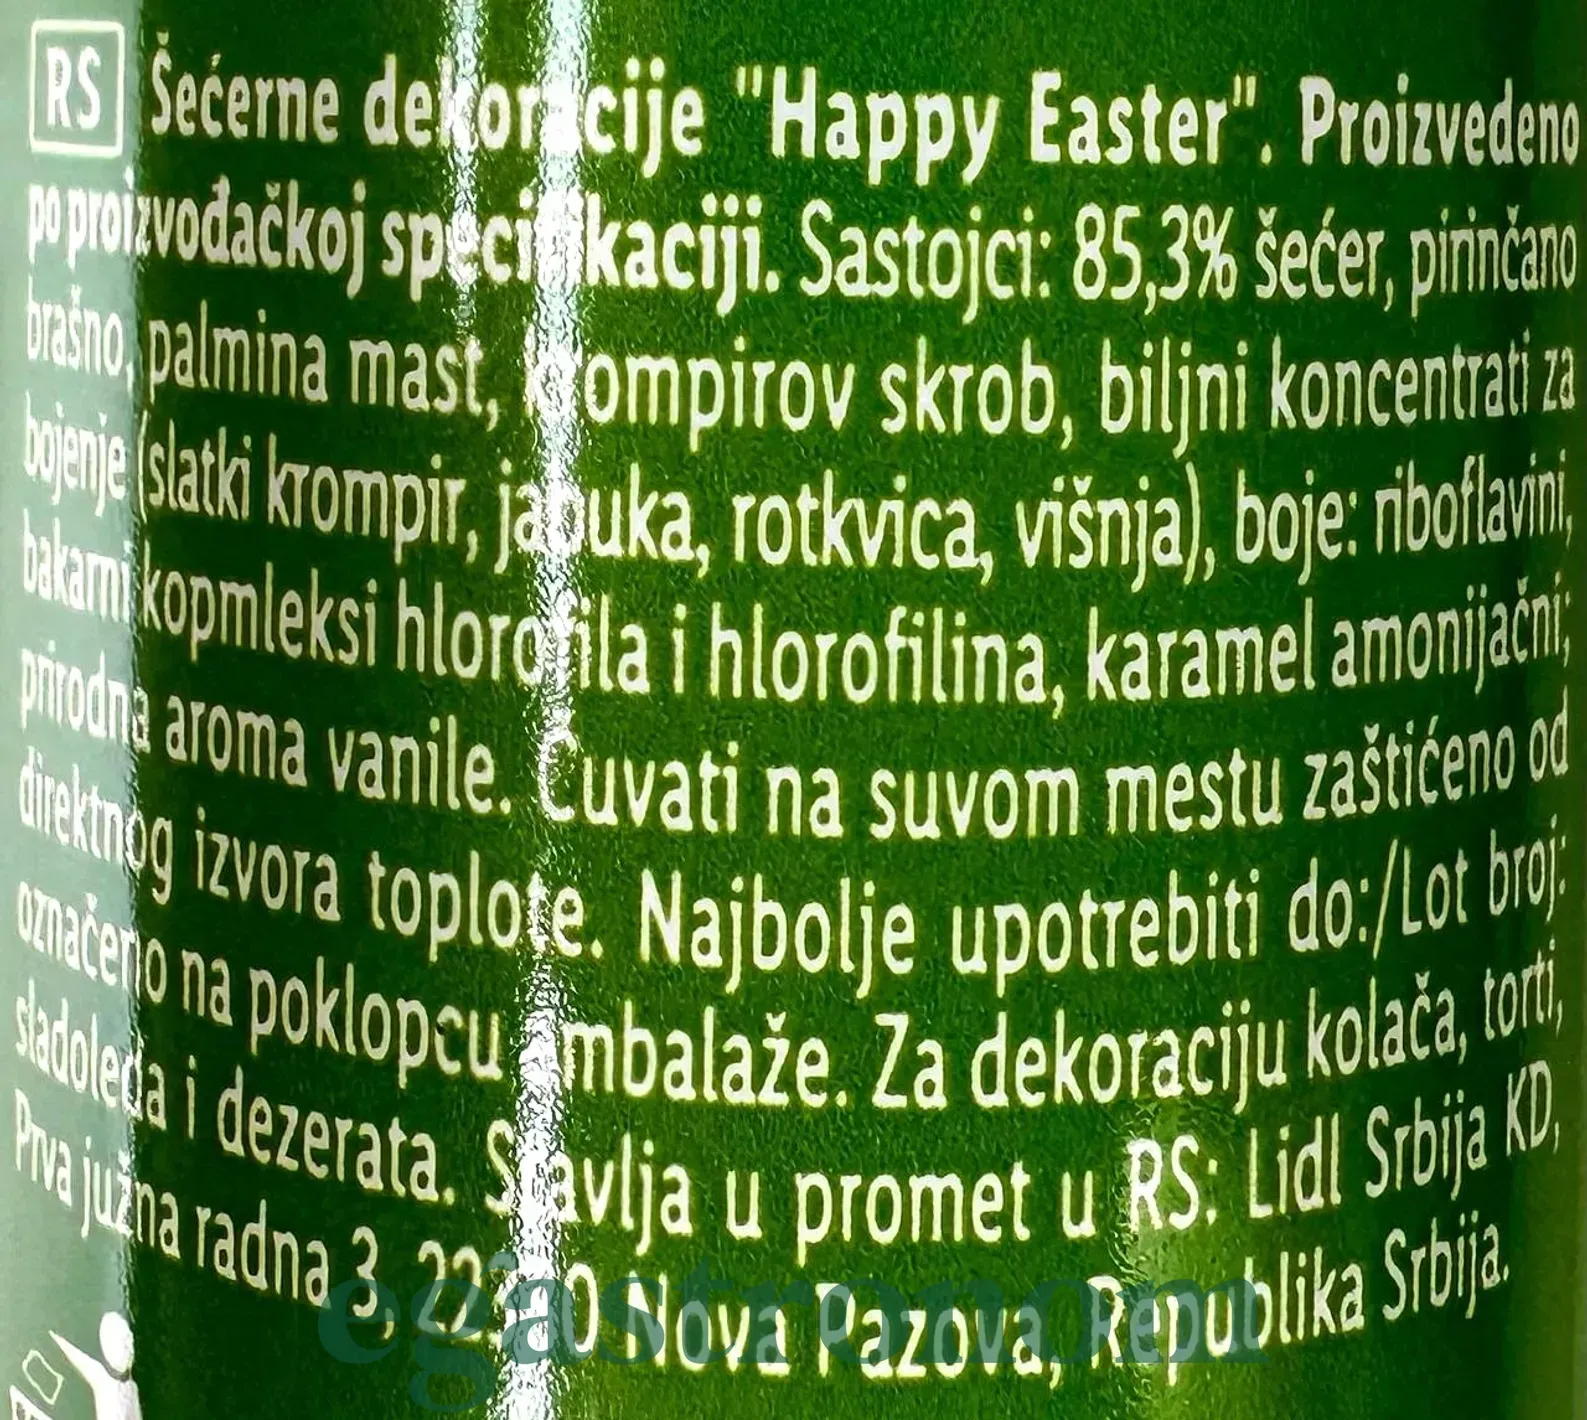 RS Šećerne dekoracije "Happy Easter". Proizvedeno
po proizvođačkoj specifikaciji. Sastojci: 85,3% šećer, pirinčano
brašno, palmina mast, krompirov skrob, biljni koncentrati za
bojenje (slatki krompir, jabuka, rotkvica, višnja), boje: riboflavini,
bakarni kopmleksi hlorofila i hlorofilina, karamel amonijačni;
prirodna aroma vanile. Čuvati na suvom mestu zaštićeno od
direktnog izvora toplote. Najbolje upotrebiti do:/Lot broj:
označeno na poklopcu ambalaže. Za dekoraciju kolača, torti,
sladoleda i dezerata. Stavlja u promet u RS: Lidl Srbija KD,
Prva južna radna 3, 22330 Nova Pazova, Republika Srbija.
egastronom